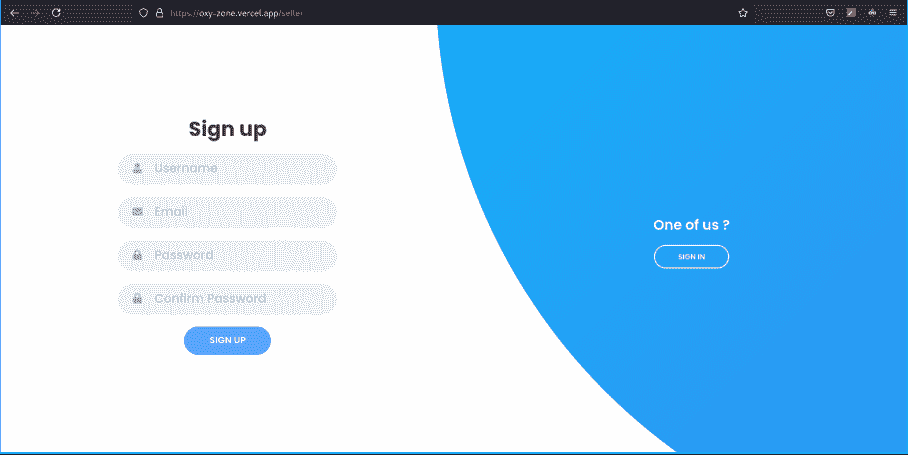 https://oxy-zone.vercel.app/seller
Sign up
Username
Email
Password
Confirm Password
SIGN UP
One of us ?
SIGN IN